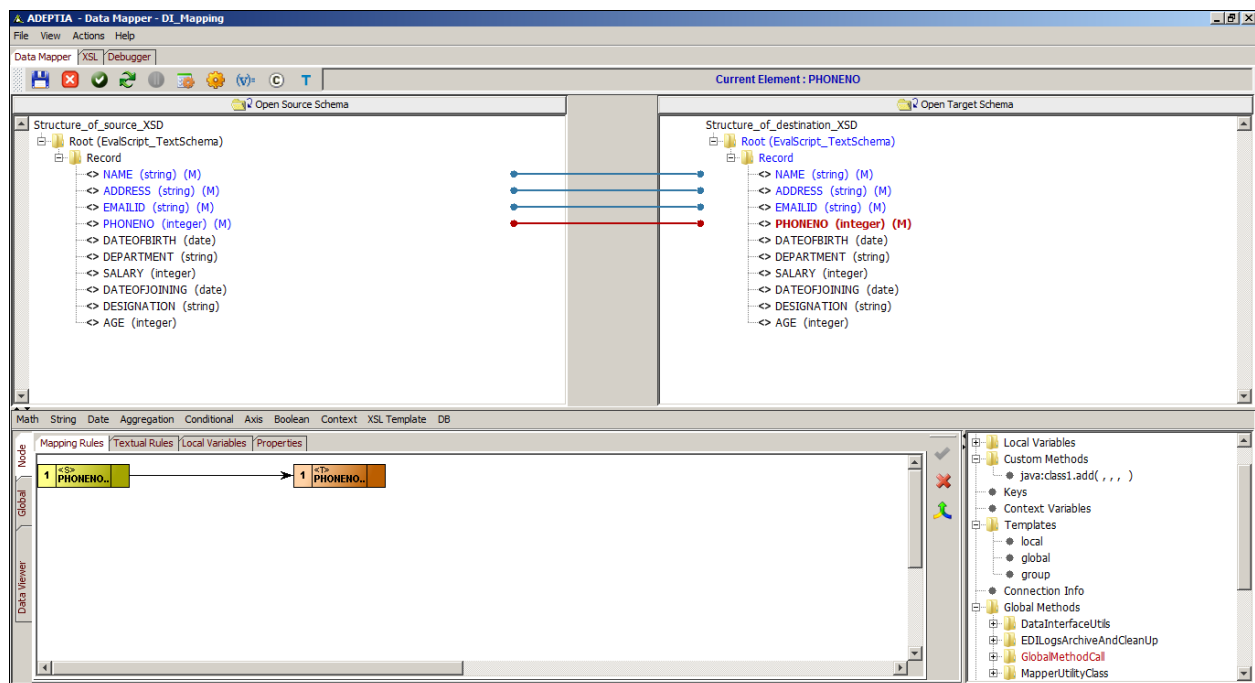 ADEPTIA - Data Mapper - DI_Mapping
File View Actions Help
Data Mapper XSL Debugger
(v)= C T Current Element : PHONENO
Open Source Schema
Open Target Schema
Structure_of_source_XSD
Root (EvalScript_TextSchema)
Record
<> NAME (string) (M)
<> ADDRESS (string) (M)
<> EMAILID (string) (M)
<> PHONENO (integer) (M)
<> DATEOFBIRTH (date)
<> DEPARTMENT (string)
<> SALARY (integer)
<> DATEOFJOINING (date)
<> DESIGNATION (string)
<> AGE (integer)
Structure_of_destination_XSD
Root (EvalScript_TextSchema)
Record
<> NAME (string) (M)
<> ADDRESS (string) (M)
<> EMAILID (string) (M)
<> PHONENO (integer) (M)
<> DATEOFBIRTH (date)
<> DEPARTMENT (string)
<> SALARY (integer)
<> DATEOFJOINING (date)
<> DESIGNATION (string)
<> AGE (integer)
Math String Date Aggregation Conditional Axis Boolean Context XSL Template DB
Node
Global
Data Viewer
Mapping Rules Textual Rules Local Variables Properties
1 <S> PHONENO..
1 <T> PHONENO..
Local Variables
Custom Methods
java:class1.add( , , , )
Keys
Context Variables
Templates
local
global
group
Connection Info
Global Methods
DataInterfaceUtils
EDILogsArchiveAndCleanUp
GlobalMethodCall
MapperUtilityClass